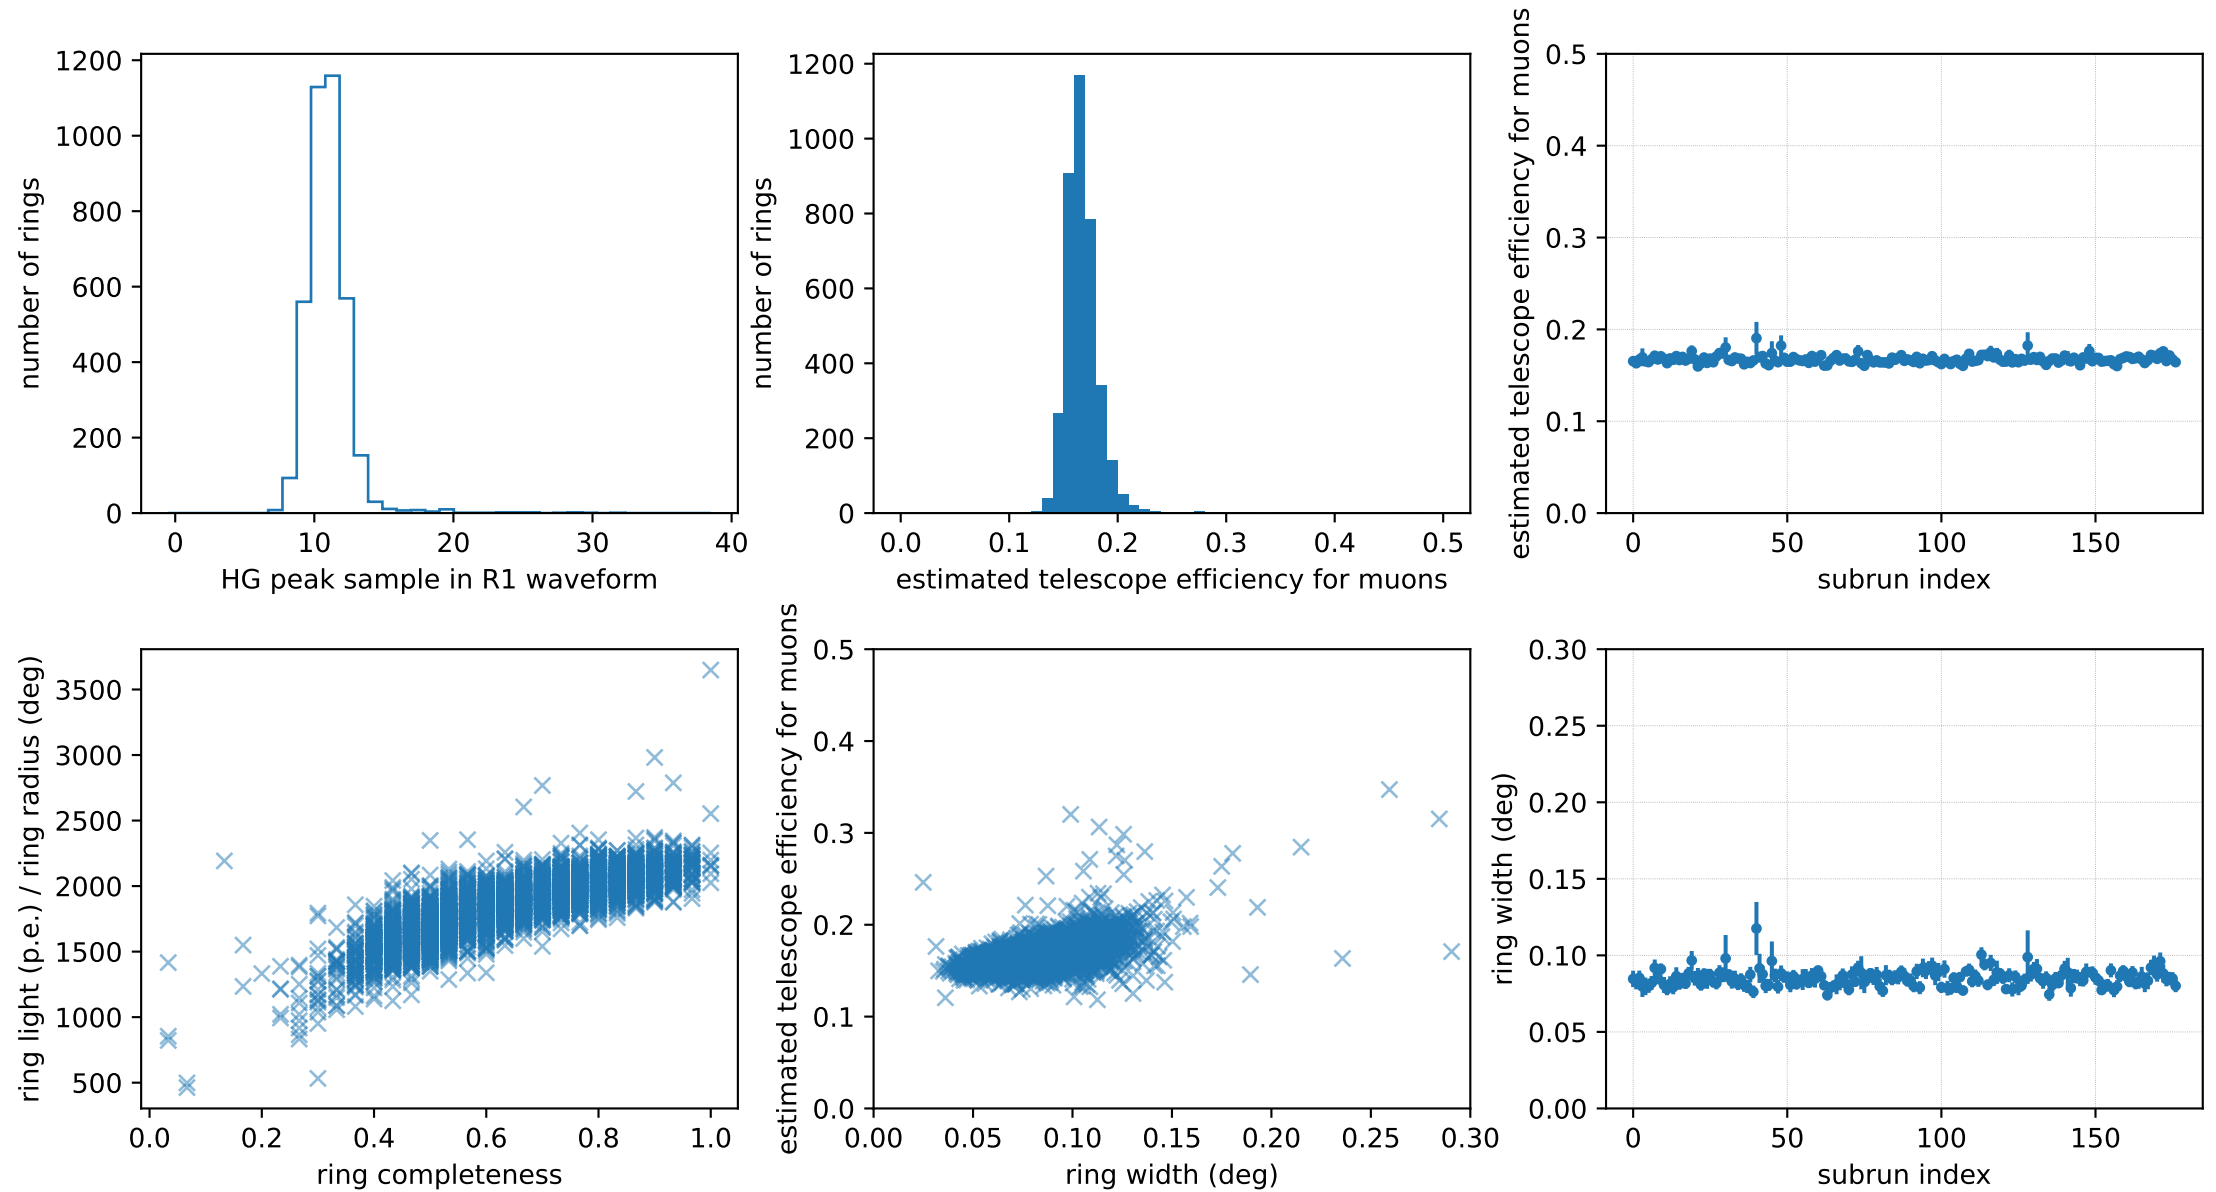 1200
1000
800
600
400
200
0
number of rings
0 10 20 30 40
HG peak sample in R1 waveform
1200
1000
800
600
400
200
0
number of rings
0.0 0.1 0.2 0.3 0.4 0.5
estimated telescope efficiency for muons
0.5
0.4
0.3
0.2
0.1
0.0
estimated telescope efficiency for muons
0 50 100 150
subrun index
3500
3000
2500
2000
1500
1000
500
ring light (p.e.) / ring radius (deg)
0.0 0.2 0.4 0.6 0.8 1.0
ring completeness
0.5
0.4
0.3
0.2
0.1
0.0
estimated telescope efficiency for muons
0.00 0.05 0.10 0.15 0.20 0.25 0.30
ring width (deg)
0.30
0.25
0.20
0.15
0.10
0.05
0.00
ring width (deg)
0 50 100 150
subrun index